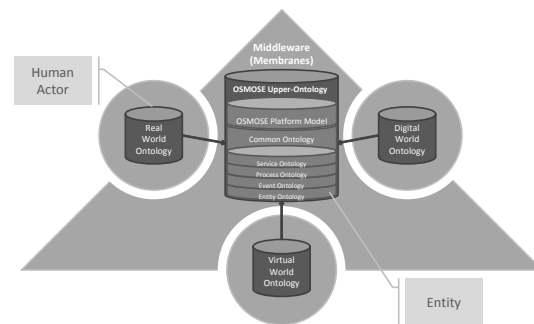 Middleware
(Membranes)
Human
Actor
OSMOSE Upper-Ontology
OSMOSE Platform Model
Common Ontology
Service Ontology
Process Ontology
Event Ontology
Entity Ontology
Real
World
Ontology
Digital
World
Ontology
Virtual
World
Ontology
Entity